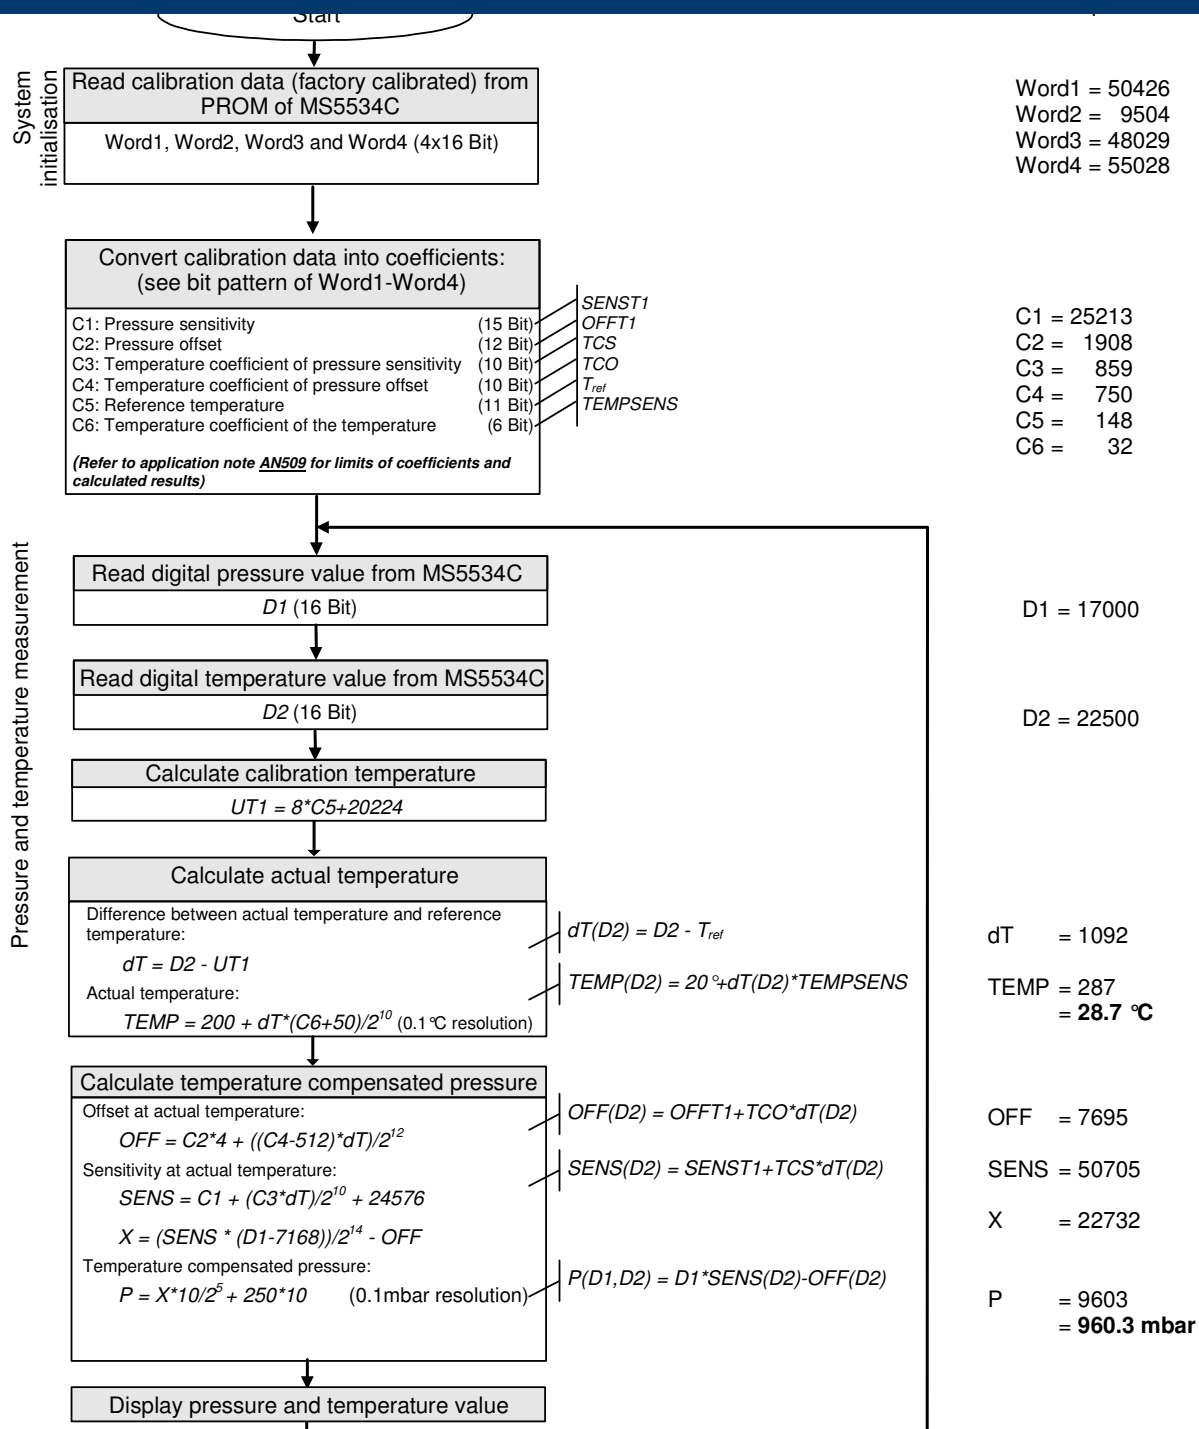 Start
System
initialisation
Read calibration data (factory calibrated) from
PROM of MS5534C
Word1, Word2, Word3 and Word4 (4x16 Bit)
Word1 = 50426
Word2 = 9504
Word3 = 48029
Word4 = 55028
Convert calibration data into coefficients:
(see bit pattern of Word1-Word4)
C1: Pressure sensitivity (15 Bit)
C2: Pressure offset (12 Bit)
C3: Temperature coefficient of pressure sensitivity (10 Bit)
C4: Temperature coefficient of pressure offset (10 Bit)
C5: Reference temperature (11 Bit)
C6: Temperature coefficient of the temperature (6 Bit)
(Refer to application note AN509 for limits of coefficients and
calculated results)
SENST1
OFFT1
TCS
TCO
Tref
TEMPSENS
C1 = 25213
C2 = 1908
C3 = 859
C4 = 750
C5 = 148
C6 = 32
Pressure and temperature measurement
Read digital pressure value from MS5534C
D1 (16 Bit)
D1 = 17000
Read digital temperature value from MS5534C
D2 (16 Bit)
D2 = 22500
Calculate calibration temperature
UT1 = 8*C5+20224
Calculate actual temperature
Difference between actual temperature and reference
temperature:
dT = D2 - UT1
Actual temperature:
TEMP = 200 + dT*(C6+50)/2^10 (0.1°C resolution)
dT(D2) = D2 - Tref
TEMP(D2) = 20°+dT(D2)*TEMPSENS
dT = 1092
TEMP = 287
= 28.7 °C
Calculate temperature compensated pressure
Offset at actual temperature:
OFF = C2*4 + ((C4-512)*dT)/2^12
Sensitivity at actual temperature:
SENS = C1 + (C3*dT)/2^10 + 24576
X = (SENS * (D1-7168))/2^14 - OFF
Temperature compensated pressure:
P = X*10/2^5 + 250*10 (0.1mbar resolution)
OFF(D2) = OFFT1+TCO*dT(D2)
SENS(D2) = SENST1+TCS*dT(D2)
P(D1,D2) = D1*SENS(D2)-OFF(D2)
OFF = 7695
SENS = 50705
X = 22732
P = 9603
= 960.3 mbar
Display pressure and temperature value